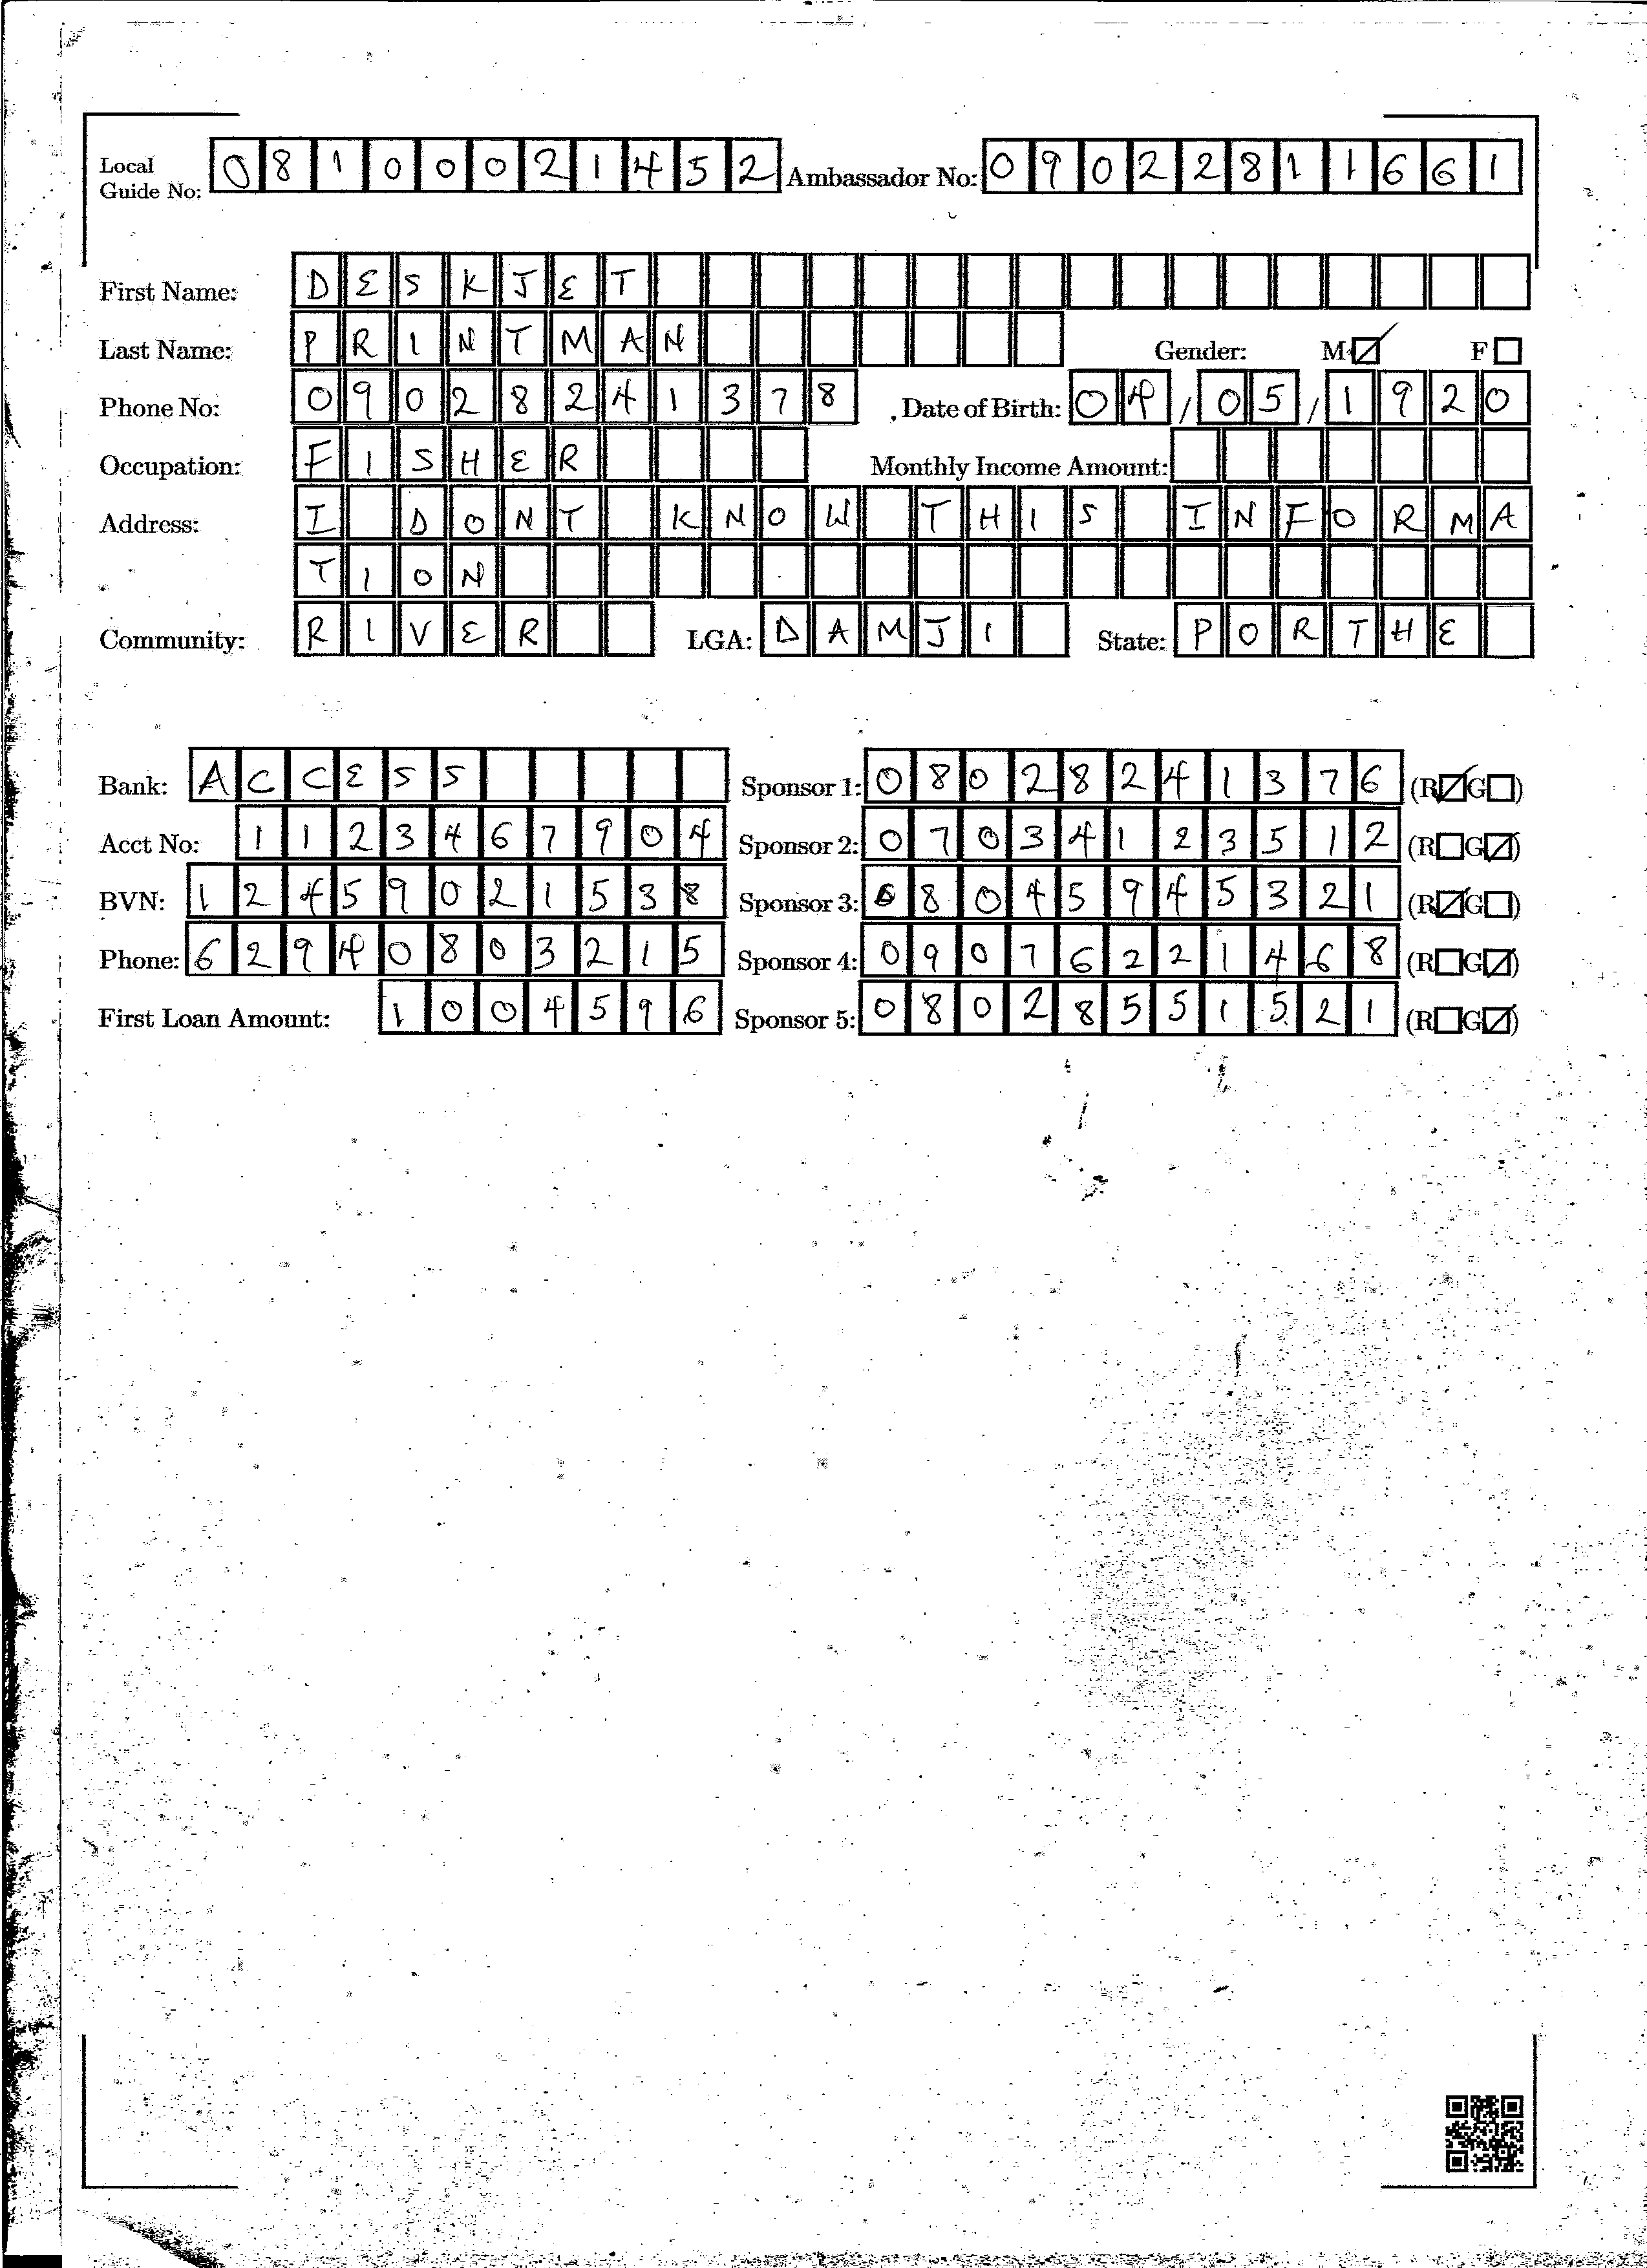 Local Guide No: 08100021452 Ambassador No: 09022811661
First Name: DESKJET
Last Name: PRINTMAN Gender: M☑ F☐
Phone No: 09028241378 Date of Birth: 04/05/1920
Occupation: FISHER Monthly Income Amount:
Address: I DONT KNOW THIS INFORMA
TION
Community: RIVER LGA: DAMJI State: PORTHE
Bank: ACCESS Sponsor 1: 08028241376 (R☑G☐)
Acct No: 1123467904 Sponsor 2: 07034123512 (R☐G☑)
BVN: 12459021538 Sponsor 3: 08045945321 (R☑G☐)
Phone: 62940803215 Sponsor 4: 09076221468 (R☐G☑)
First Loan Amount: 1004596 Sponsor 5: 08028551521 (R☐G☑)